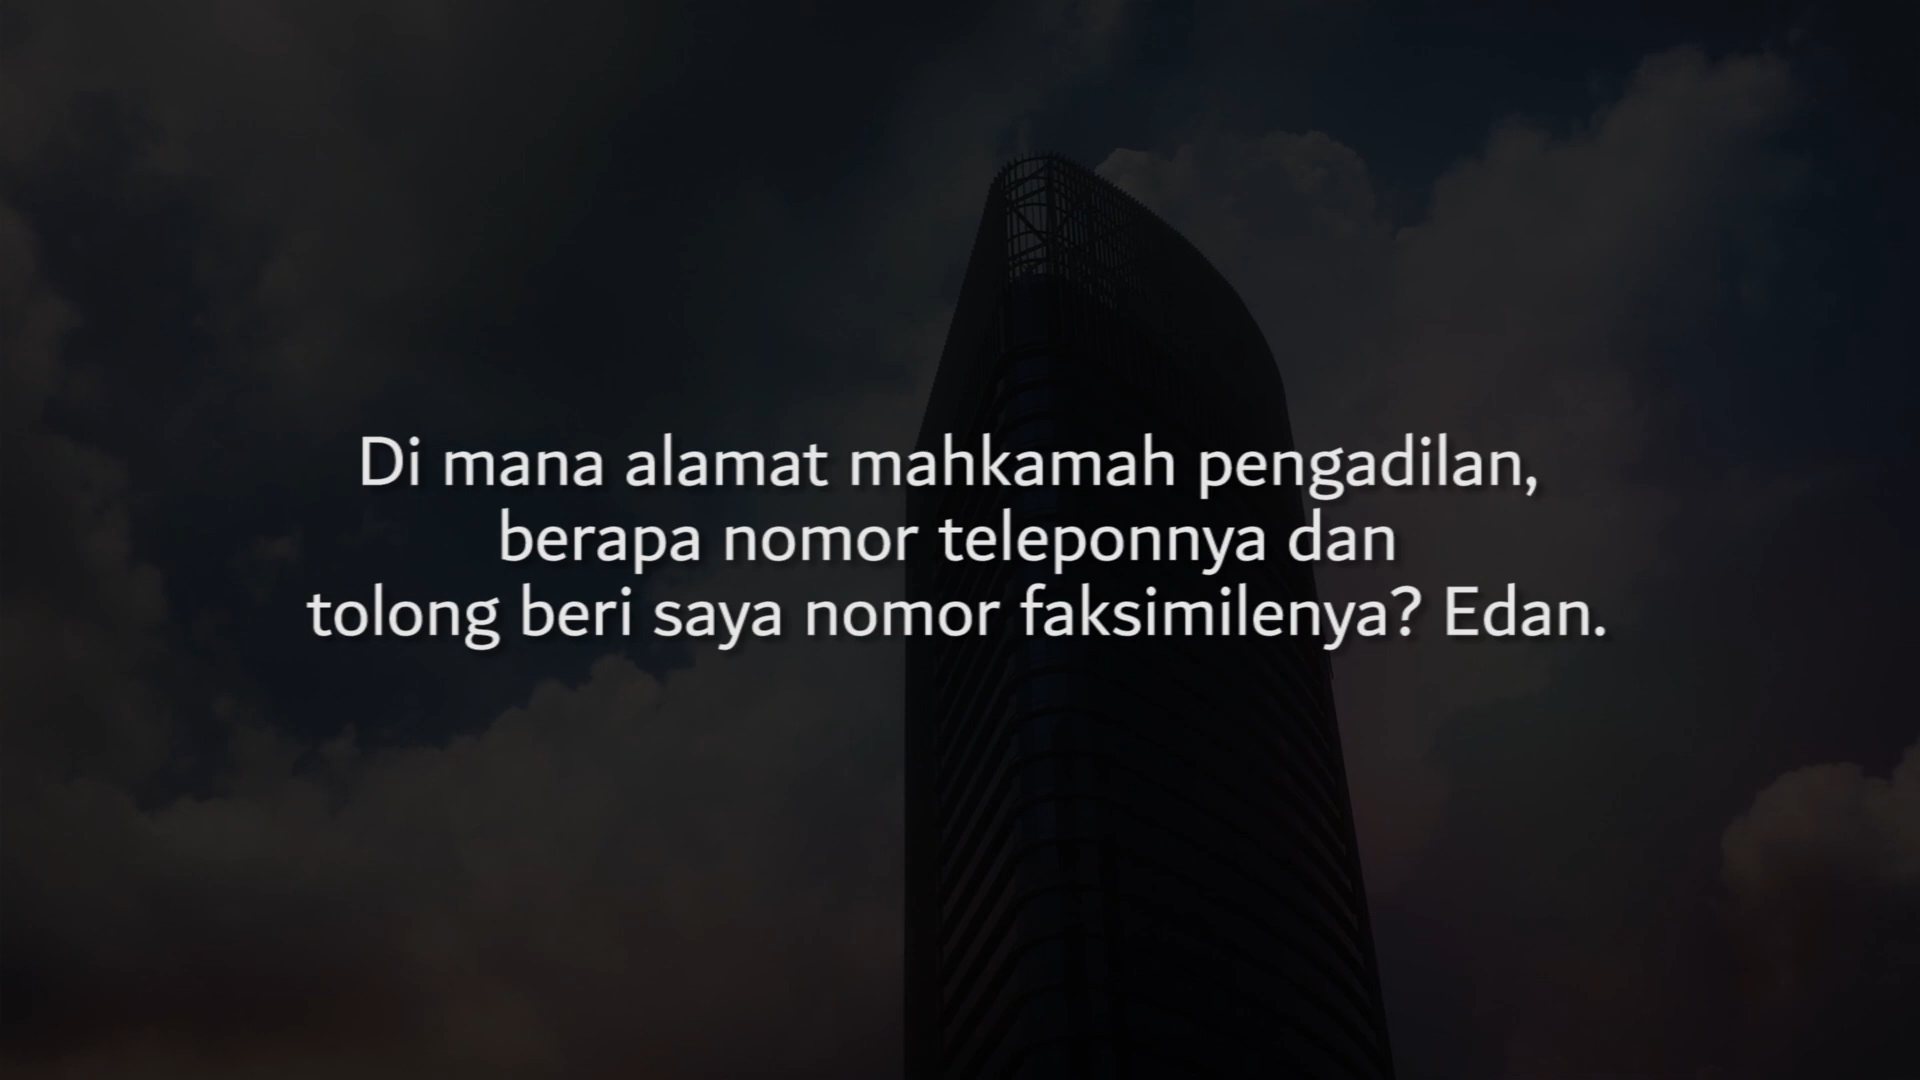 Di mana alamat mahkamah pengadilan,
berapa nomor teleponnya dan
tolong beri saya nomor faksimilenya? Edan.